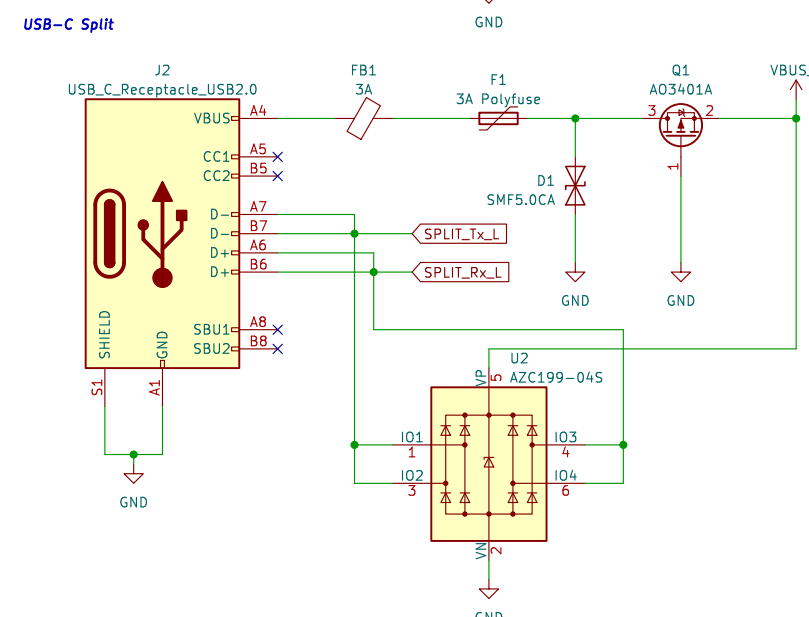 GND
USB-C Split
J2
USB_C_Receptacle_USB2.0
FB1
3A
F1
3A Polyfuse
Q1
AO3401A
VBUS_
VBUS
A4
3
2
1
CC1
A5
CC2
B5
D1
SMF5.0CA
D-
A7
D-
B7
SPLIT_Tx_L
D+
A6
D+
B6
SPLIT_Rx_L
GND
GND
SBU1
A8
SBU2
B8
SHIELD
GND
S1
A1
GND
U2
AZC199-04S
VP
5
IO1
1
IO2
3
IO3
4
IO4
6
VN
2
GND